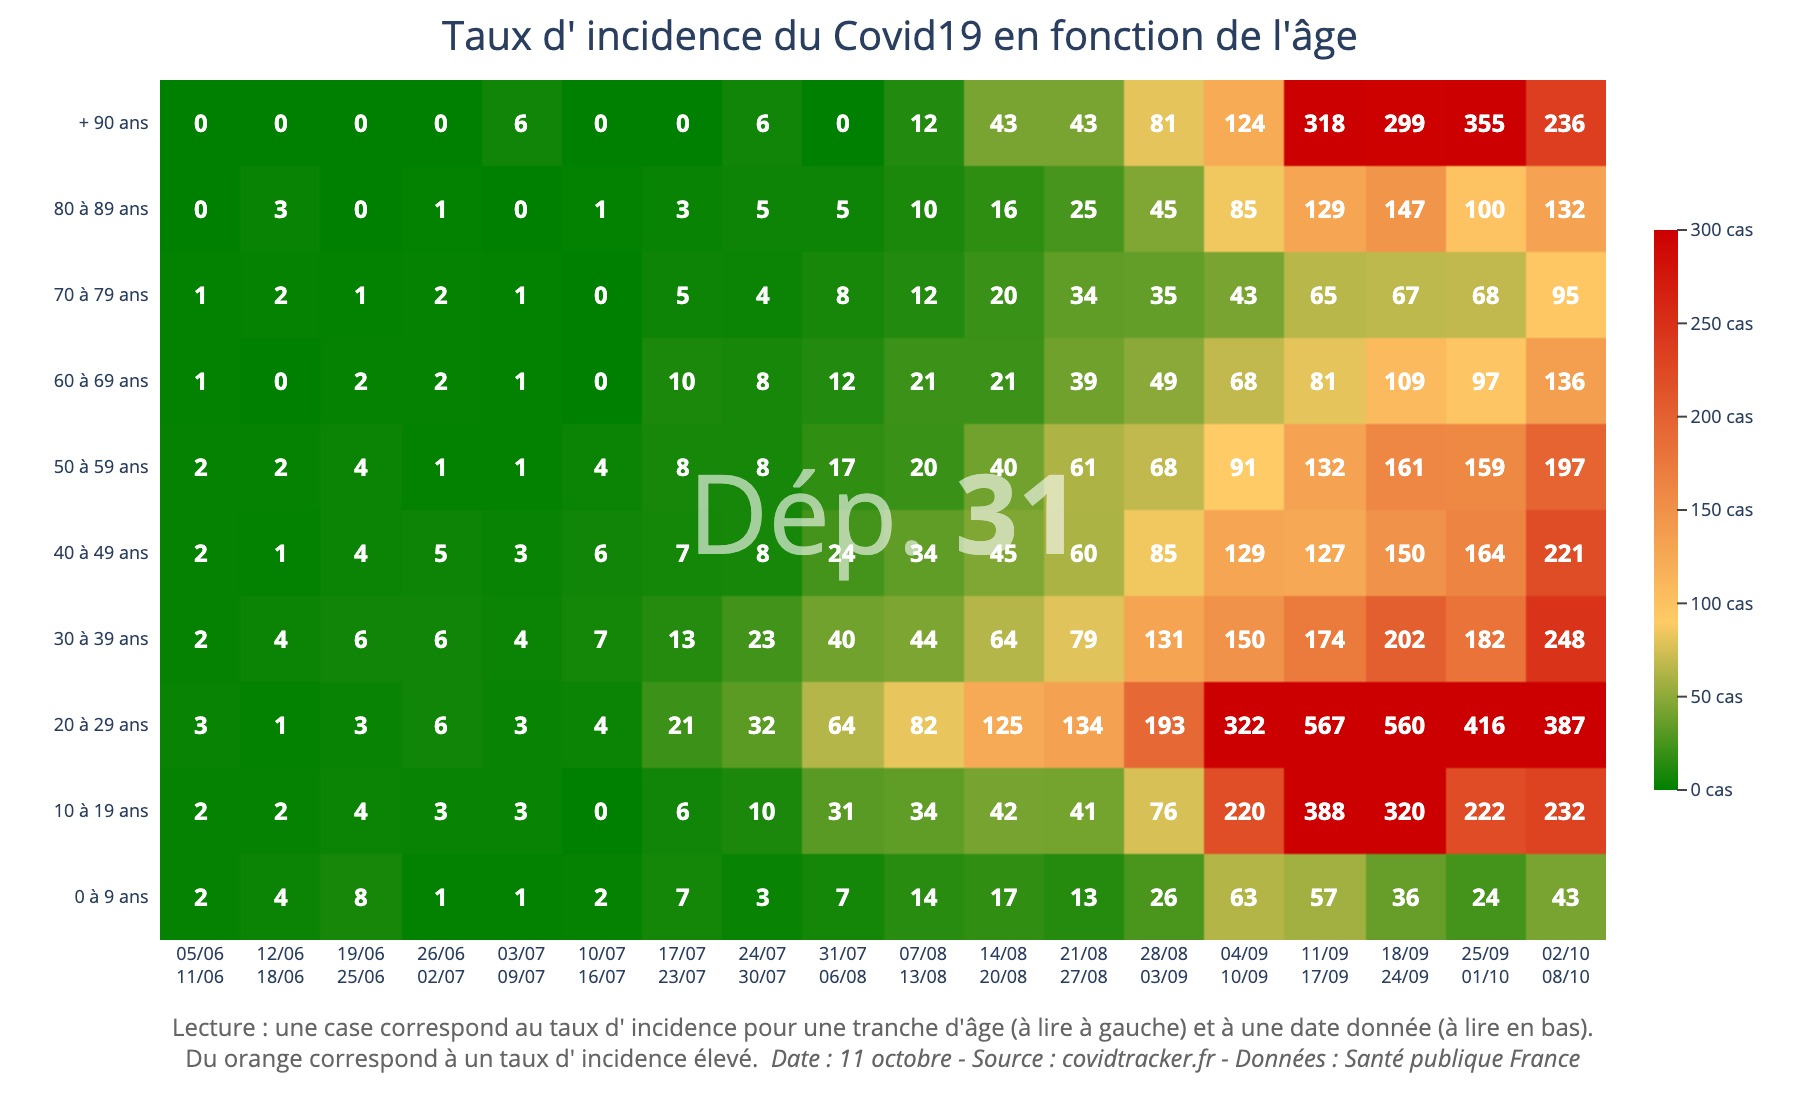 Taux d' incidence du Covid19 en fonction de l'âge
+ 90 ans 0 0 0 0 6 0 0 6 0 12 43 43 81 124 318 299 355 236
80 à 89 ans 0 3 0 1 0 1 3 5 5 10 16 25 45 85 129 147 100 132
70 à 79 ans 1 2 1 2 1 0 5 4 8 12 20 34 35 43 65 67 68 95
60 à 69 ans 1 0 2 2 1 0 10 8 12 21 21 39 49 68 81 109 97 136
50 à 59 ans 2 2 4 1 1 4 8 8 17 20 40 61 68 91 132 161 159 197
Dép. 31
40 à 49 ans 2 1 4 5 3 6 7 8 24 34 45 60 85 129 127 150 164 221
30 à 39 ans 2 4 6 6 4 7 13 23 40 44 64 79 131 150 174 202 182 248
20 à 29 ans 3 1 3 6 3 4 21 32 64 82 125 134 193 322 567 560 416 387
10 à 19 ans 2 2 4 3 3 0 6 10 31 34 42 41 76 220 388 320 222 232
0 à 9 ans 2 4 8 1 1 2 7 3 7 14 17 13 26 63 57 36 24 43
05/06 12/06 19/06 26/06 03/07 10/07 17/07 24/07 31/07 07/08 14/08 21/08 28/08 04/09 11/09 18/09 25/09 02/10
11/06 18/06 25/06 02/07 09/07 16/07 23/07 30/07 06/08 13/08 20/08 27/08 03/09 10/09 17/09 24/09 01/10 08/10
300 cas
250 cas
200 cas
150 cas
100 cas
50 cas
0 cas
Lecture : une case correspond au taux d' incidence pour une tranche d'âge (à lire à gauche) et à une date donnée (à lire en bas).
Du orange correspond à un taux d' incidence élevé. Date : 11 octobre - Source : covidtracker.fr - Données : Santé publique France